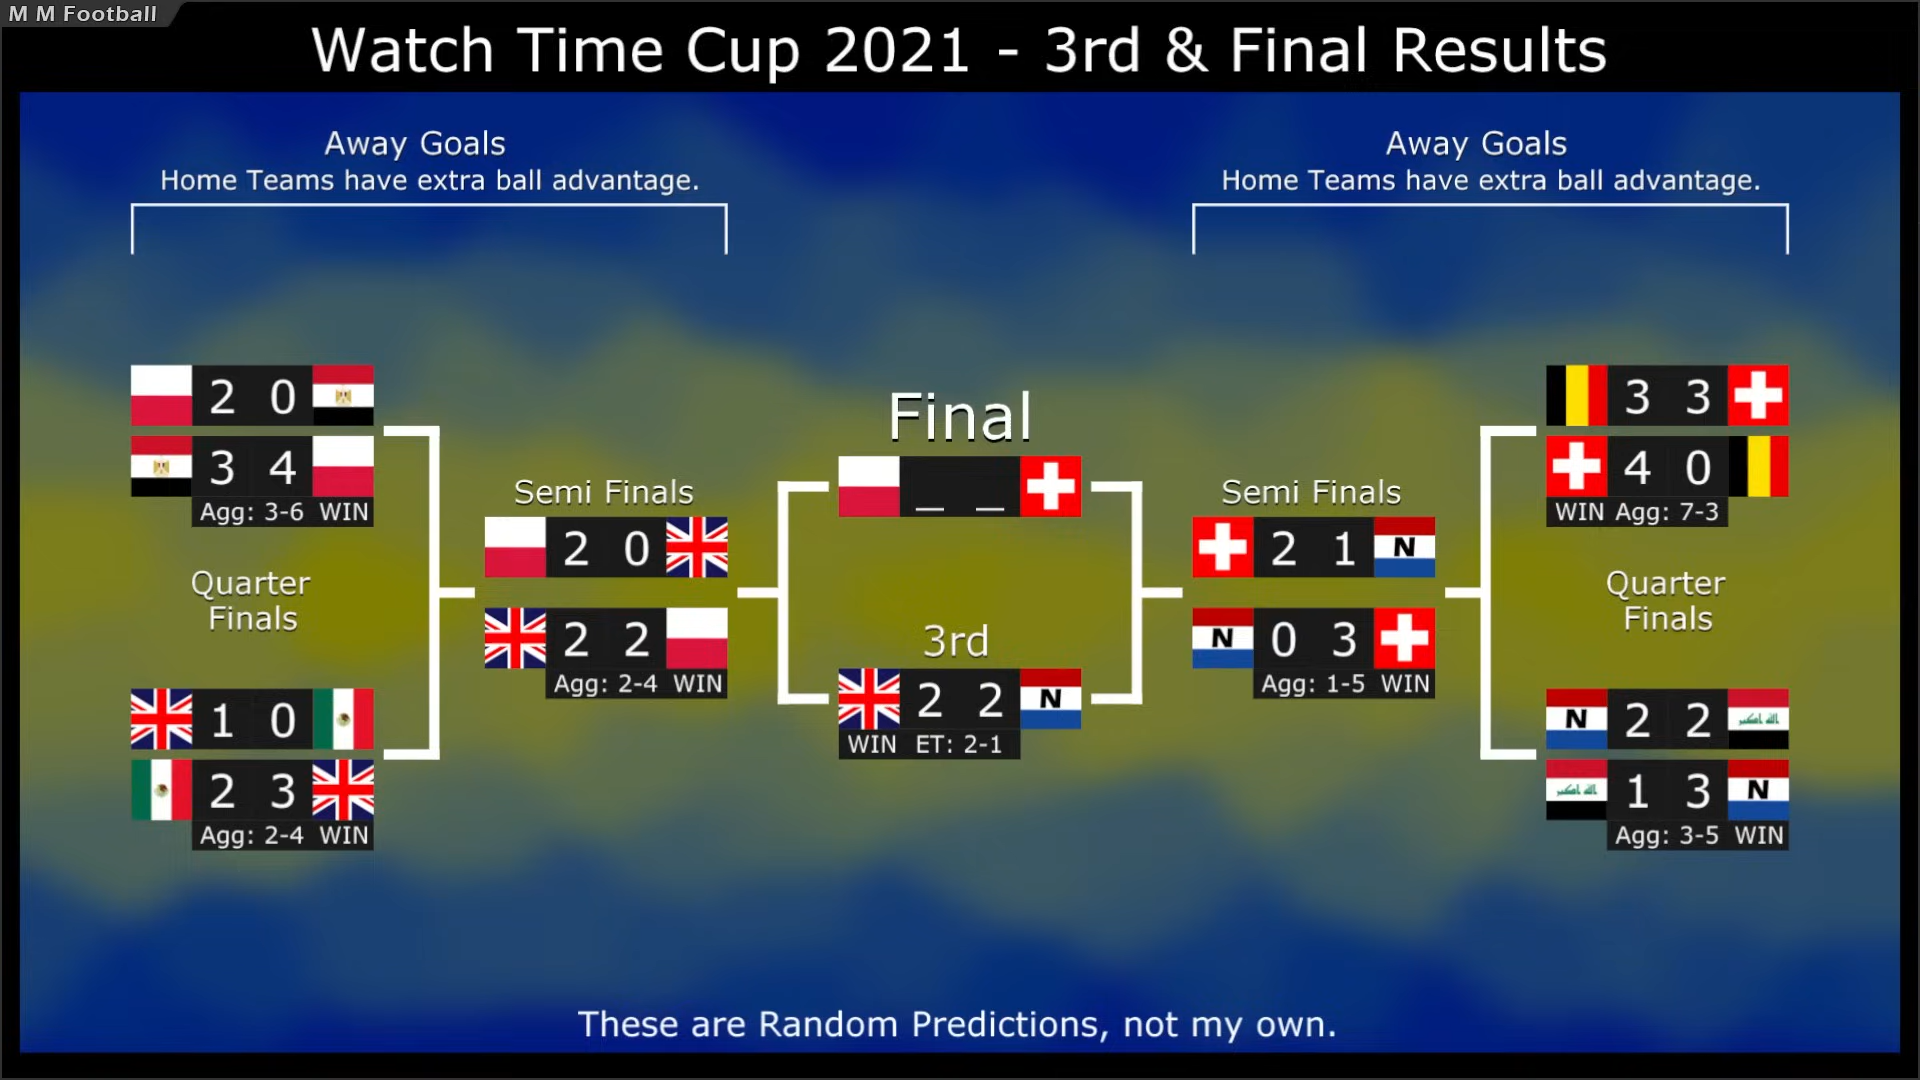 M M Football
Watch Time Cup 2021 - 3rd & Final Results
Away Goals
Home Teams have extra ball advantage.
Away Goals
Home Teams have extra ball advantage.
2 0
3 4
Agg: 3-6 WIN
Quarter
Finals
1 0
2 3
Agg: 2-4 WIN
Semi Finals
2 0
2 2
Agg: 2-4 WIN
Final
_ _
3rd
2 2 N
WIN ET: 2-1
Semi Finals
2 1 N
N 0 3
Agg: 1-5 WIN
3 3
4 0
WIN Agg: 7-3
Quarter
Finals
N 2 2 الله اكبر
الله اكبر 1 3 N
Agg: 3-5 WIN
These are Random Predictions, not my own.